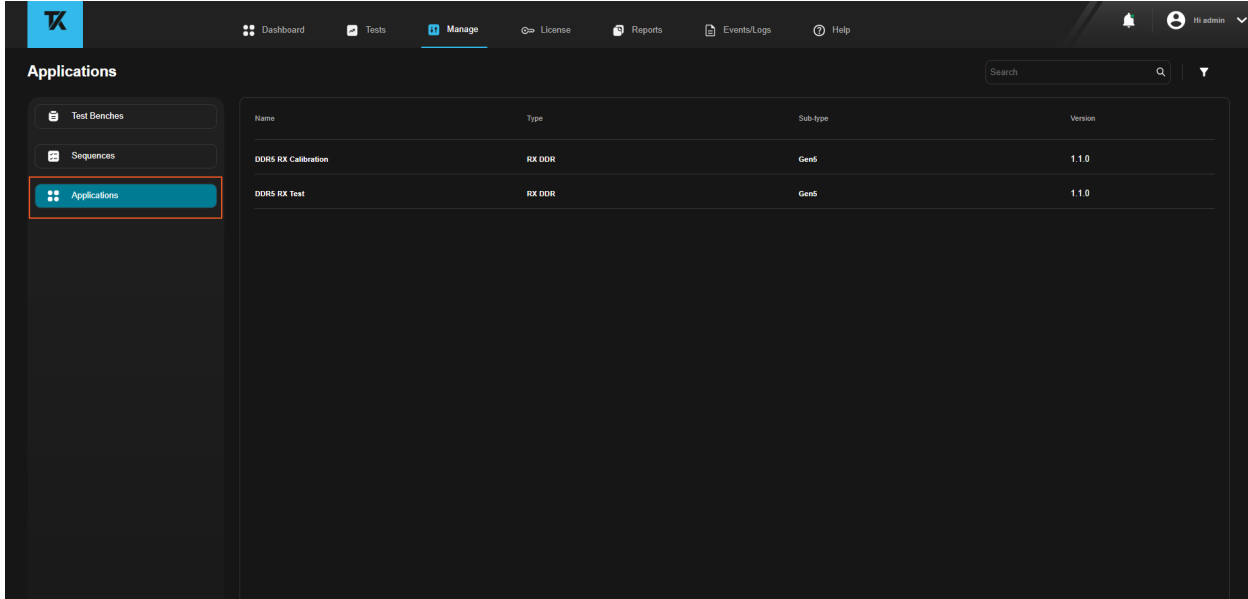 TK
Dashboard Tests Manage License Reports Events/Logs Help Hi admin
Applications
Search
Test Benches
Sequences
Applications
Name Type Sub-type Version
DDR5 RX Calibration RX DDR Gen5 1.1.0
DDR5 RX Test RX DDR Gen5 1.1.0